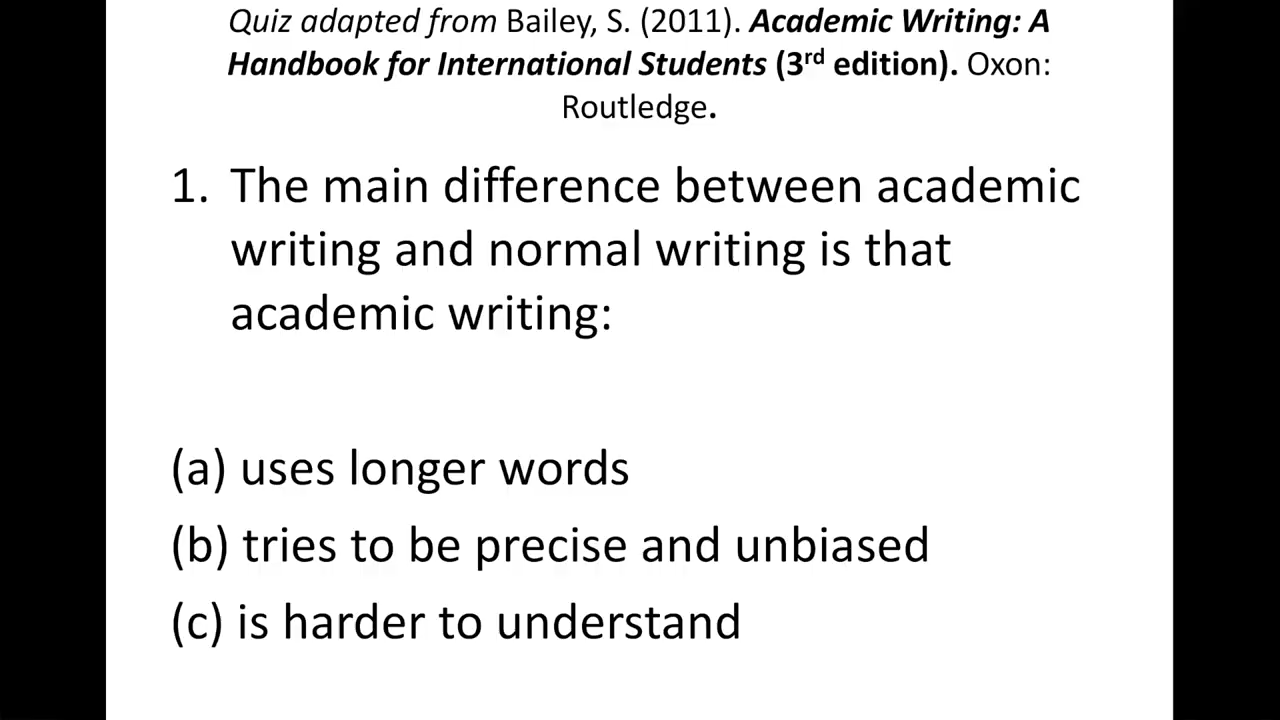 Quiz adapted from Bailey, S. (2011). Academic Writing: A
Handbook for International Students (3rd edition). Oxon:
Routledge.
1. The main difference between academic
writing and normal writing is that
academic writing:
(a) uses longer words
(b) tries to be precise and unbiased
(c) is harder to understand